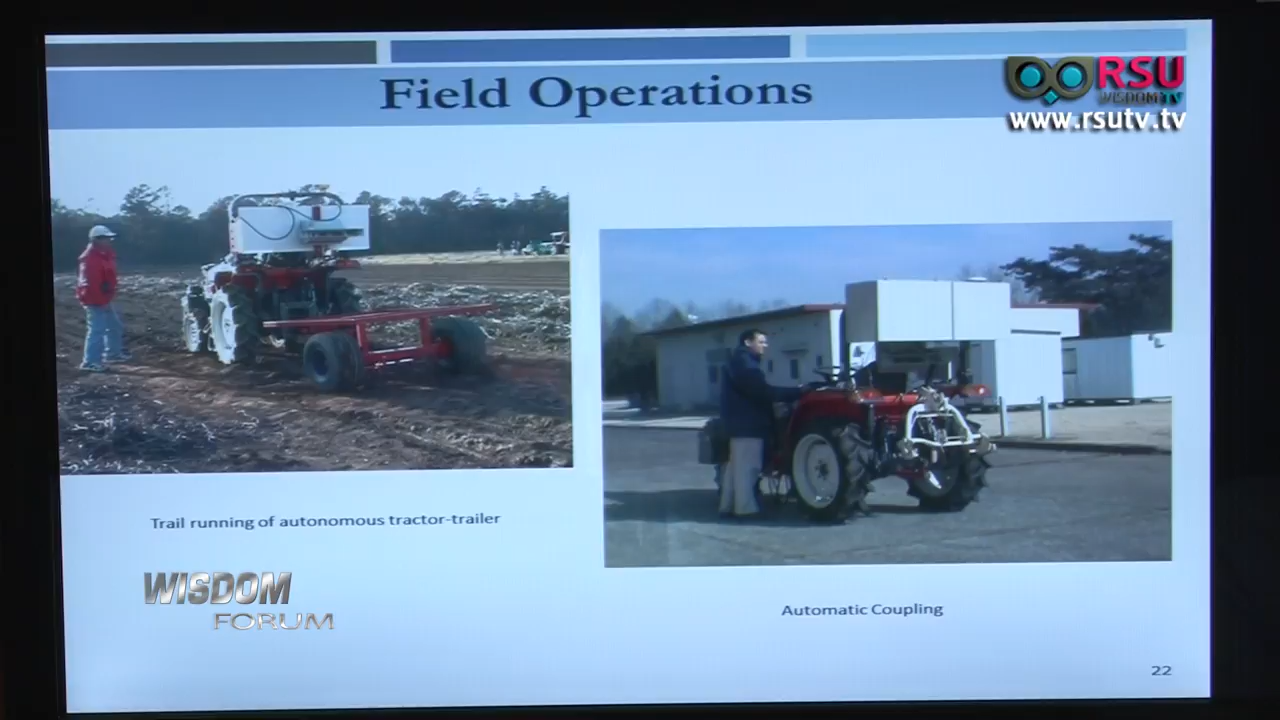 Field Operations
RSU
WISDOM TV
www.rsutv.tv
Trail running of autonomous tractor-trailer
WISDOM
FORUM
Automatic Coupling
22